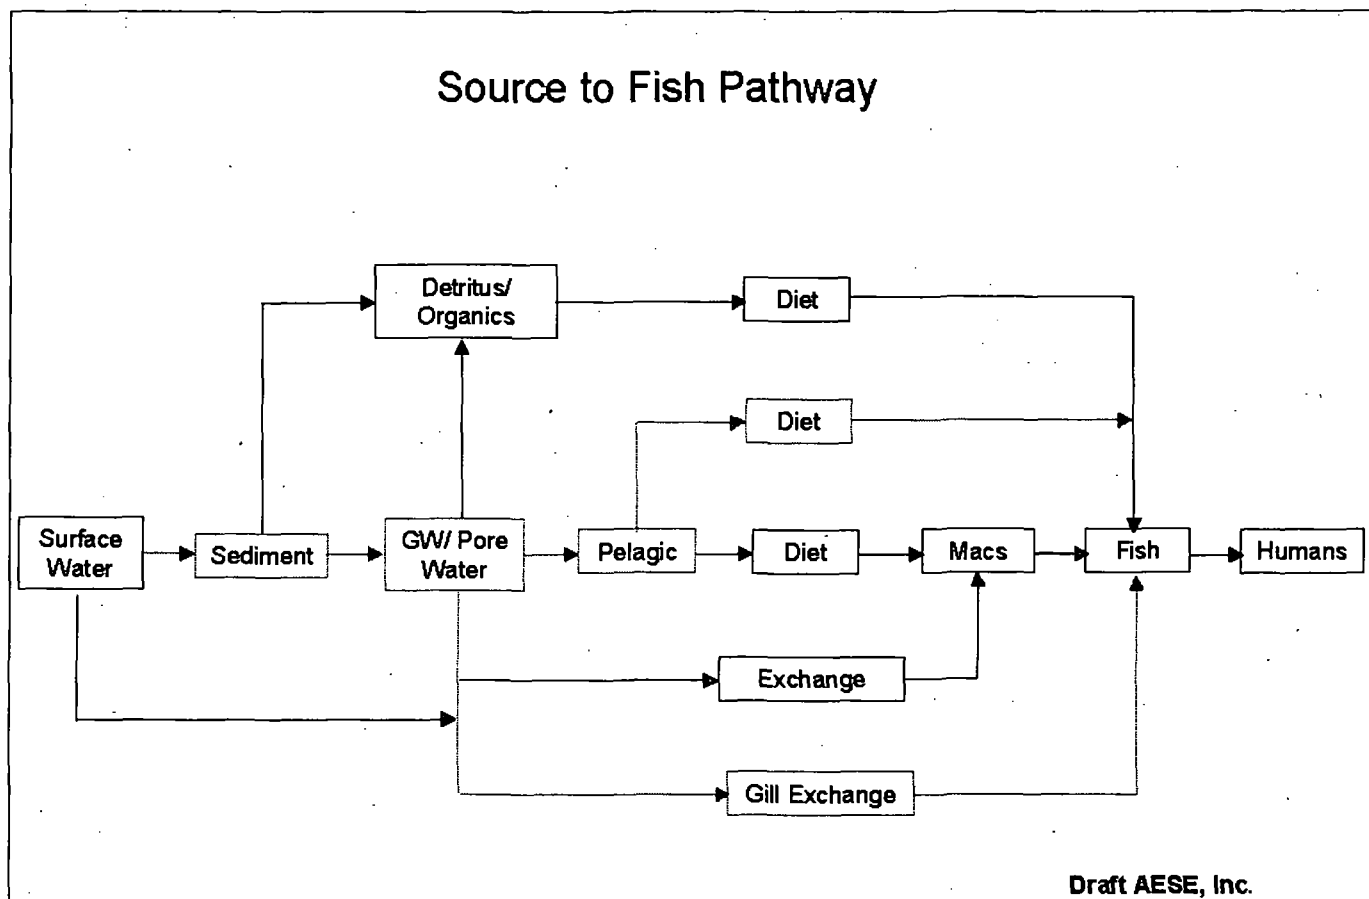 Source to Fish Pathway
Detritus/
Organics
Diet
Diet
Surface
Water
Sediment
GW/ Pore
Water
Pelagic
Diet
Macs
Fish
Humans
Exchange
Gill Exchange
Draft AESE, Inc.